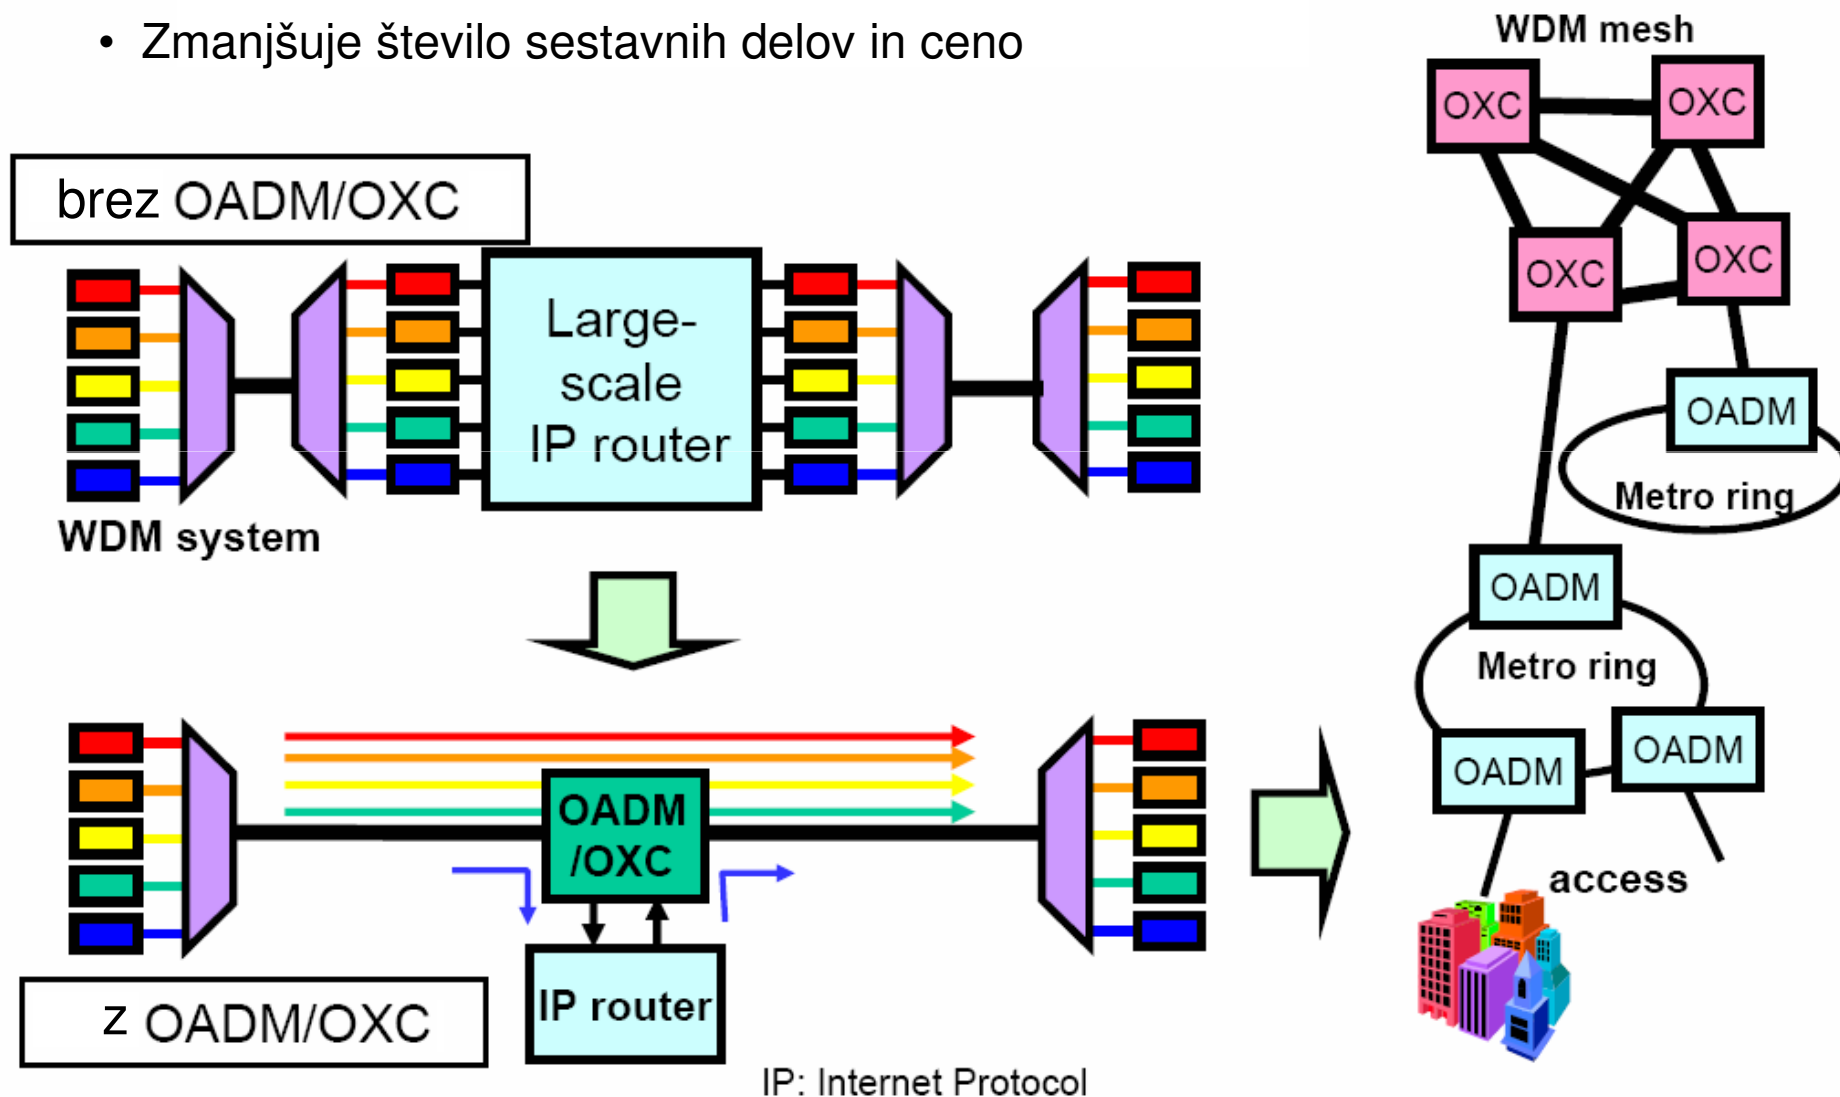 • Zmanjšuje število sestavnih delov in ceno
brez OADM/OXC
Large-
scale
IP router
WDM system
OADM
/OXC
IP router
z OADM/OXC
IP: Internet Protocol
WDM mesh
OXC
OXC
OXC
OXC
OADM
Metro ring
OADM
Metro ring
OADM
OADM
access